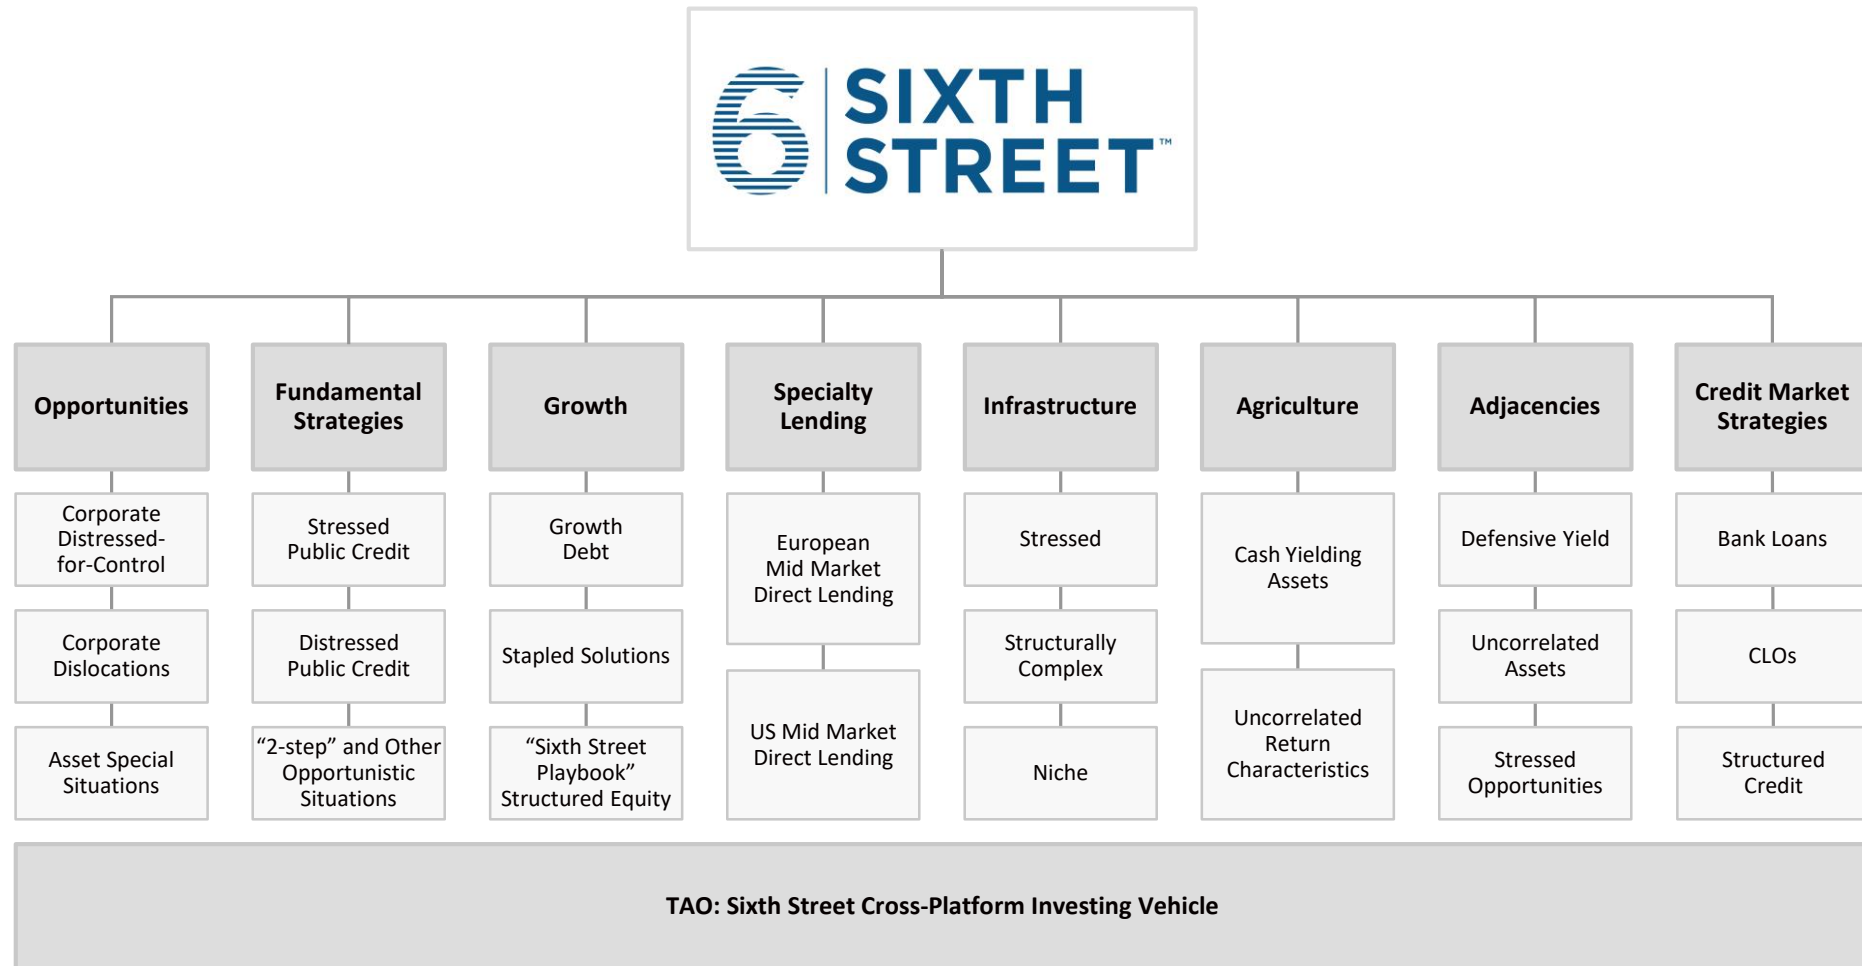 6 SIXTH
STREET™
Opportunities
Fundamental
Strategies
Growth
Specialty
Lending
Infrastructure
Agriculture
Adjacencies
Credit Market
Strategies
Corporate
Distressed-
for-Control
Corporate
Dislocations
Asset Special
Situations
Stressed
Public Credit
Distressed
Public Credit
“2-step” and Other
Opportunistic
Situations
Growth
Debt
Stapled Solutions
“Sixth Street
Playbook”
Structured Equity
European
Mid Market
Direct Lending
US Mid Market
Direct Lending
Stressed
Structurally
Complex
Niche
Cash Yielding
Assets
Uncorrelated
Return
Characteristics
Defensive Yield
Uncorrelated
Assets
Stressed
Opportunities
Bank Loans
CLOs
Structured
Credit
TAO: Sixth Street Cross-Platform Investing Vehicle